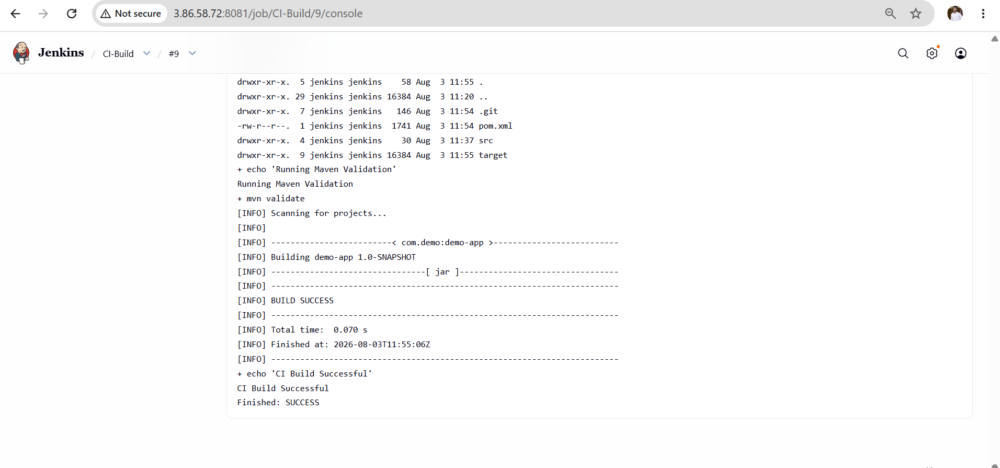 Not secure 3.86.58.72:8081/job/CI-Build/9/console
Jenkins / CI-Build / #9
drwxr-xr-x.  5 jenkins jenkins    58 Aug  3 11:55 .
drwxr-xr-x. 29 jenkins jenkins 16384 Aug  3 11:20 ..
drwxr-xr-x.  7 jenkins jenkins   146 Aug  3 11:54 .git
-rw-r--r--.  1 jenkins jenkins  1741 Aug  3 11:54 pom.xml
drwxr-xr-x.  4 jenkins jenkins    30 Aug  3 11:37 src
drwxr-xr-x.  9 jenkins jenkins 16384 Aug  3 11:55 target
+ echo 'Running Maven Validation'
Running Maven Validation
+ mvn validate
[INFO] Scanning for projects...
[INFO]
[INFO] -------------------------< com.demo:demo-app >--------------------------
[INFO] Building demo-app 1.0-SNAPSHOT
[INFO] --------------------------------[ jar ]---------------------------------
[INFO] ------------------------------------------------------------------------
[INFO] BUILD SUCCESS
[INFO] ------------------------------------------------------------------------
[INFO] Total time:  0.070 s
[INFO] Finished at: 2026-08-03T11:55:06Z
[INFO] ------------------------------------------------------------------------
+ echo 'CI Build Successful'
CI Build Successful
Finished: SUCCESS